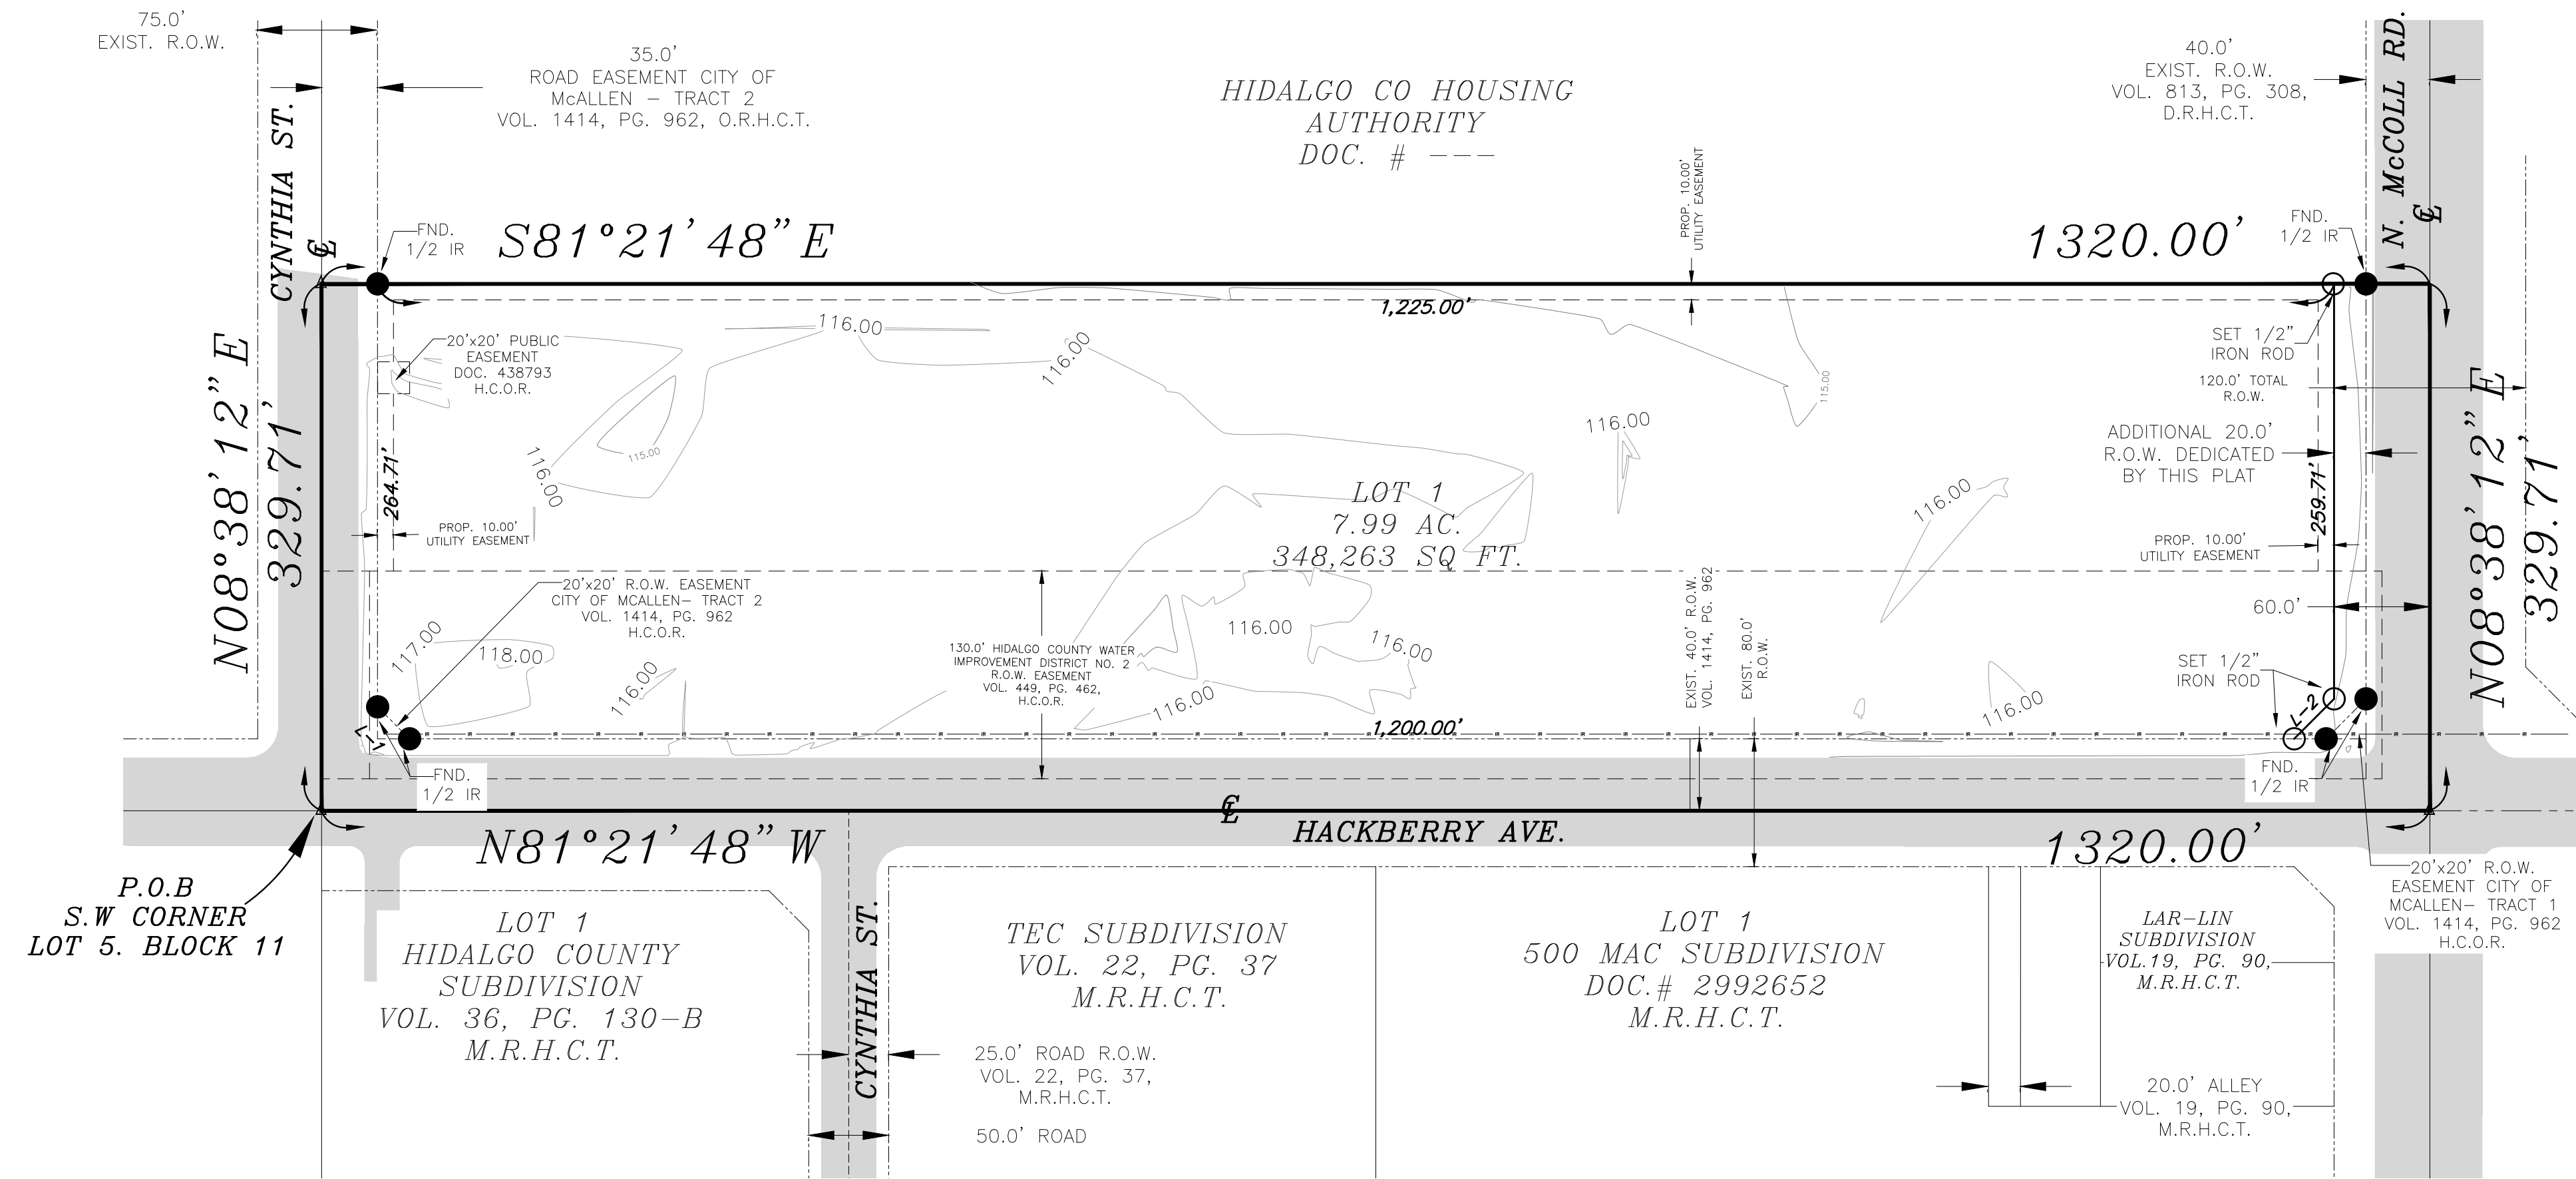 75.0'
EXIST. R.O.W.
35.0'
ROAD EASEMENT CITY OF
McALLEN – TRACT 2
VOL. 1414, PG. 962, O.R.H.C.T.
HIDALGO CO HOUSING
AUTHORITY
DOC. # ---
40.0'
EXIST. R.O.W.
VOL. 813, PG. 308,
D.R.H.C.T.
CYNTHIA ST.
N. McCOLL RD.
PROP. 10.00'
UTILITY EASEMENT
FND.
1/2 IR
S81°21'48"E
1320.00'
FND.
1/2 IR
℄
℄
1,225.00'
N08°38'12"E
329.71'
20'x20' PUBLIC
EASEMENT
DOC. 438793
H.C.O.R.
116.00
116.00
115.00
115.00
116.00
116.00
116.00
SET 1/2"
IRON ROD
120.0' TOTAL
R.O.W.
ADDITIONAL 20.0'
R.O.W. DEDICATED
BY THIS PLAT
264.71'
259.71'
PROP. 10.00'
UTILITY EASEMENT
PROP. 10.00'
UTILITY EASEMENT
N08°38'12"E
329.71'
LOT 1
7.99 AC.
348,263 SQ FT.
20'x20' R.O.W. EASEMENT
CITY OF MCALLEN– TRACT 2
VOL. 1414, PG. 962
H.C.O.R.
117.00
118.00
116.00
130.0' HIDALGO COUNTY WATER
IMPROVEMENT DISTRICT NO. 2
R.O.W. EASEMENT
VOL. 449, PG. 462,
H.C.O.R.
116.00
116.00
116.00
EXIST. 40.0' R.O.W.
VOL. 1414, PG. 962
EXIST. 80.0'
R.O.W.
60.0'
SET 1/2"
IRON ROD
116.00
L-1
L-2
1,200.00'
FND.
1/2 IR
FND.
1/2 IR
℄
HACKBERRY AVE.
N81°21'48"W
1320.00'
P.O.B
S.W CORNER
LOT 5. BLOCK 11
20'x20' R.O.W.
EASEMENT CITY OF
MCALLEN– TRACT 1
VOL. 1414, PG. 962
H.C.O.R.
LOT 1
HIDALGO COUNTY
SUBDIVISION
VOL. 36, PG. 130-B
M.R.H.C.T.
CYNTHIA ST.
TEC SUBDIVISION
VOL. 22, PG. 37
M.R.H.C.T.
LOT 1
500 MAC SUBDIVISION
DOC.# 2992652
M.R.H.C.T.
LAR-LIN
SUBDIVISION
VOL.19, PG. 90,
M.R.H.C.T.
25.0' ROAD R.O.W.
VOL. 22, PG. 37,
M.R.H.C.T.
50.0' ROAD
20.0' ALLEY
VOL. 19, PG. 90,
M.R.H.C.T.